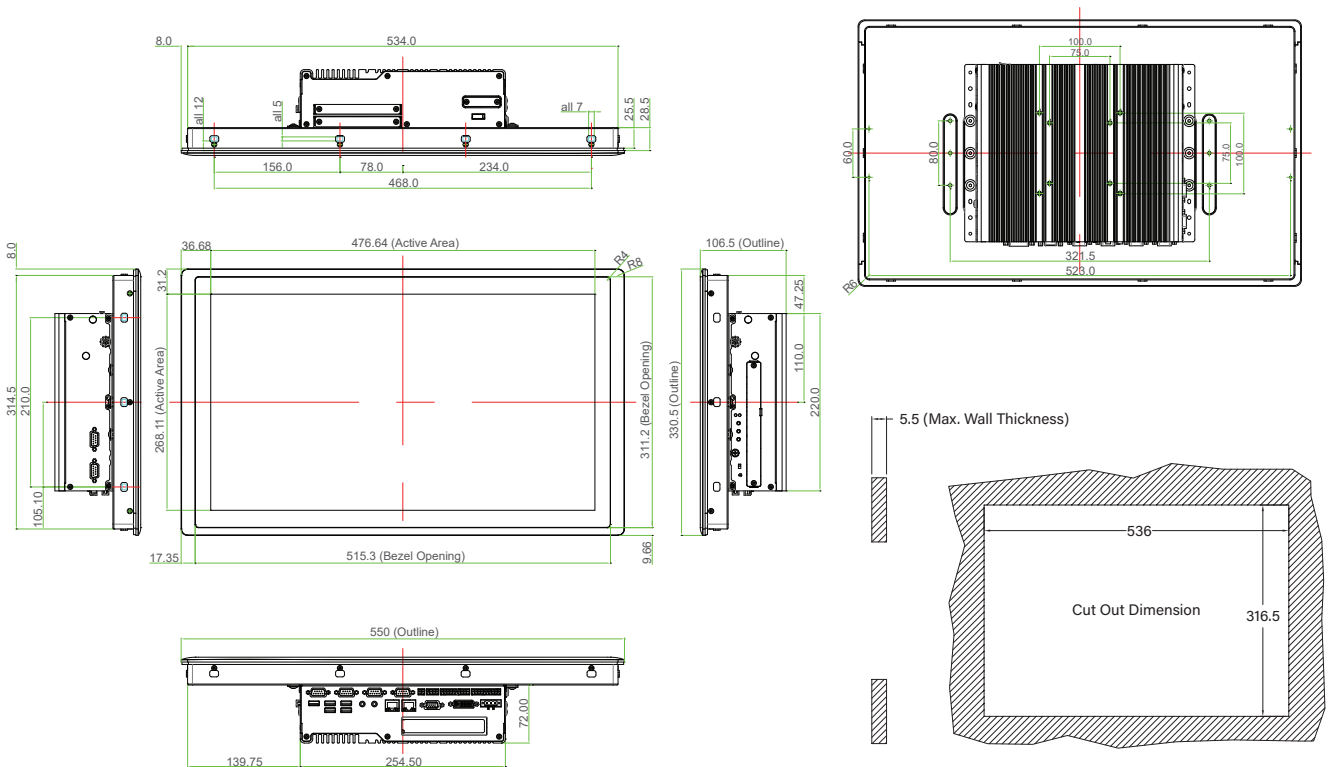 8.0
534.0
all 12
all 5
all 7
25.5
28.5
156.0
78.0
234.0
468.0
100.0
75.0
60.0
80.0
75.0
100.0
321.5
523.0
R6
8.0
314.5
210.0
105.10
36.68
476.64 (Active Area)
R4
R8
31.2
268.11 (Active Area)
311.2 (Bezel Opening)
17.35
515.3 (Bezel Opening)
9.66
106.5 (Outline)
330.5 (Outline)
47.25
110.0
220.0
5.5 (Max. Wall Thickness)
536
Cut Out Dimension
316.5
550 (Outline)
72.00
139.75
254.50